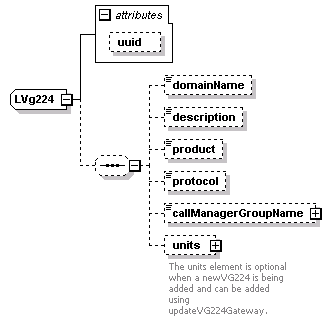 attributes
uuid
LVg224
domainName
description
product
protocol
callManagerGroupName
units
The units element is optional
when a newVG224 is being
added and can be added
using
updateVG224Gateway.